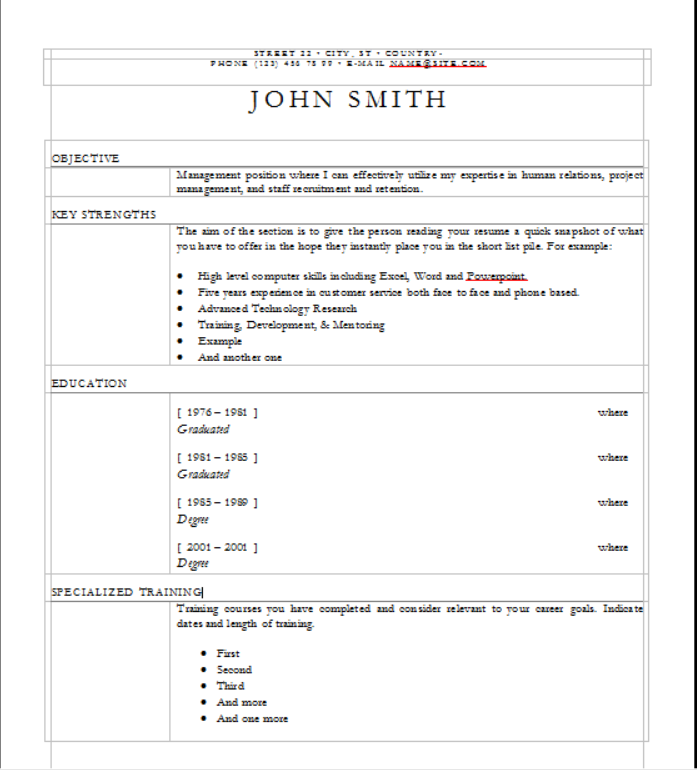 STREET 22 • CITY, ST • COUNTRY•
PHONE (123) 456 78 99 • E-MAIL NAME@SITE.COM
JOHN SMITH
OBJECTIVE
Management position where I can effectively utilize my expertise in human relations, project
management, and staff recruitment and retention.
KEY STRENGTHS
The aim of the section is to give the person reading your resume a quick snapshot of what
you have to offer in the hope they instantly place you in the short list pile. For example:
• High level computer skills including Excel, Word and Powerpoint.
• Five years experience in customer service both face to face and phone based.
• Advanced Technology Research
• Training, Development, & Mentoring
• Example
• And another one
EDUCATION
[ 1976 – 1981 ] where
Graduated
[ 1981 – 1985 ] where
Graduated
[ 1985 – 1989 ] where
Degree
[ 2001 – 2001 ] where
Degree
SPECIALIZED TRAINING
Training courses you have completed and consider relevant to your career goals. Indicate
dates and length of training.
• First
• Second
• Third
• And more
• And one more